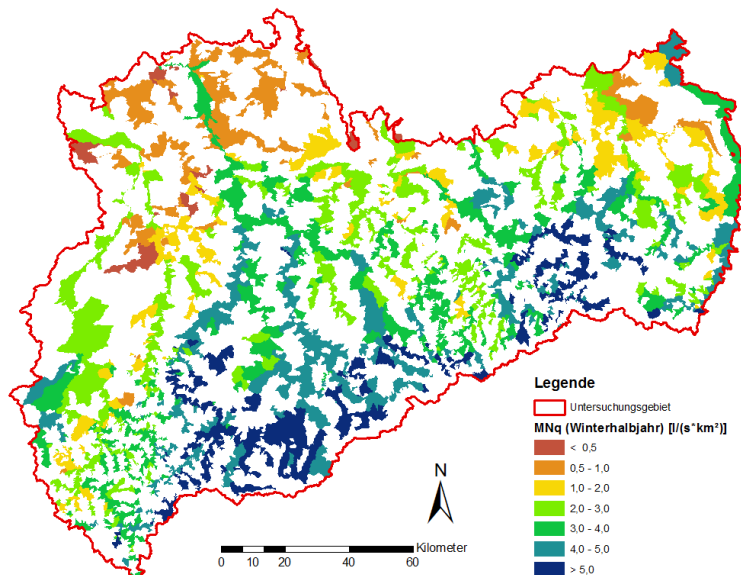 Legende
Untersuchungsgebiet
MNq (Winterhalbjahr) [l/(s*km²)]
< 0,5
0,5 - 1,0
1,0 - 2,0
2,0 - 3,0
3,0 - 4,0
4,0 - 5,0
> 5,0
N
0 10 20 40 60 Kilometer